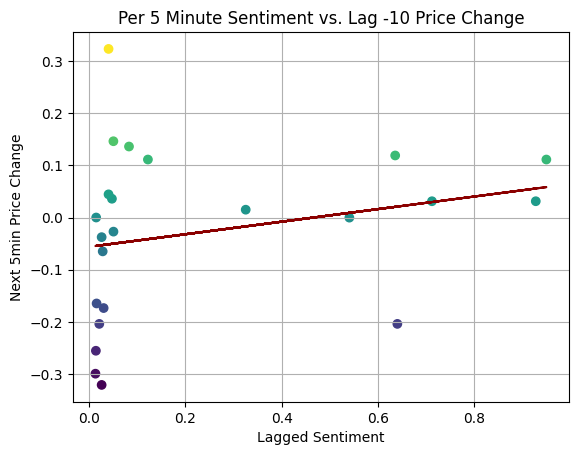 Per 5 Minute Sentiment vs. Lag -10 Price Change
Next 5min Price Change
0.3
0.2
0.1
0.0
−0.1
−0.2
−0.3
0.0 0.2 0.4 0.6 0.8
Lagged Sentiment